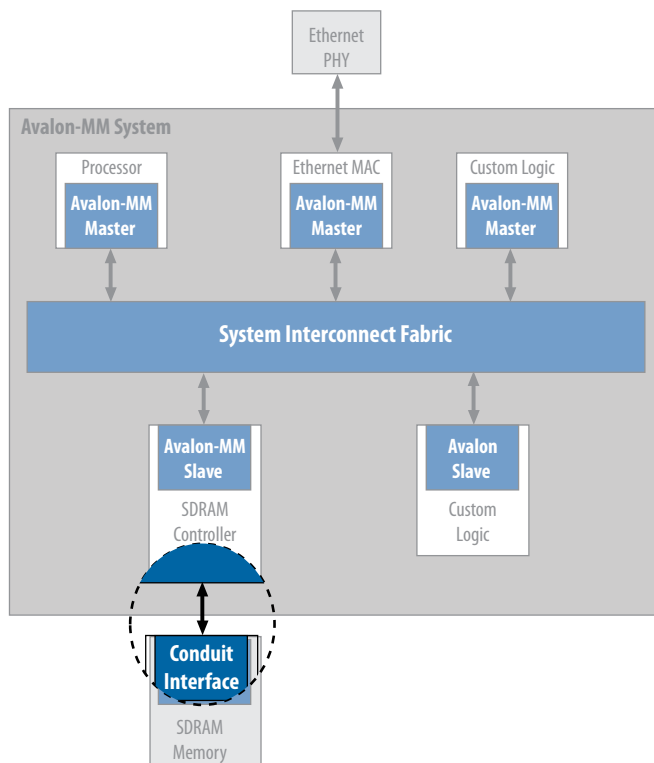 Ethernet
PHY
Avalon-MM System
Processor
Avalon-MM
Master
Ethernet MAC
Avalon-MM
Master
Custom Logic
Avalon-MM
Master
System Interconnect Fabric
Avalon-MM
Slave
SDRAM
Controller
Avalon
Slave
Custom
Logic
Conduit
Interface
SDRAM
Memory